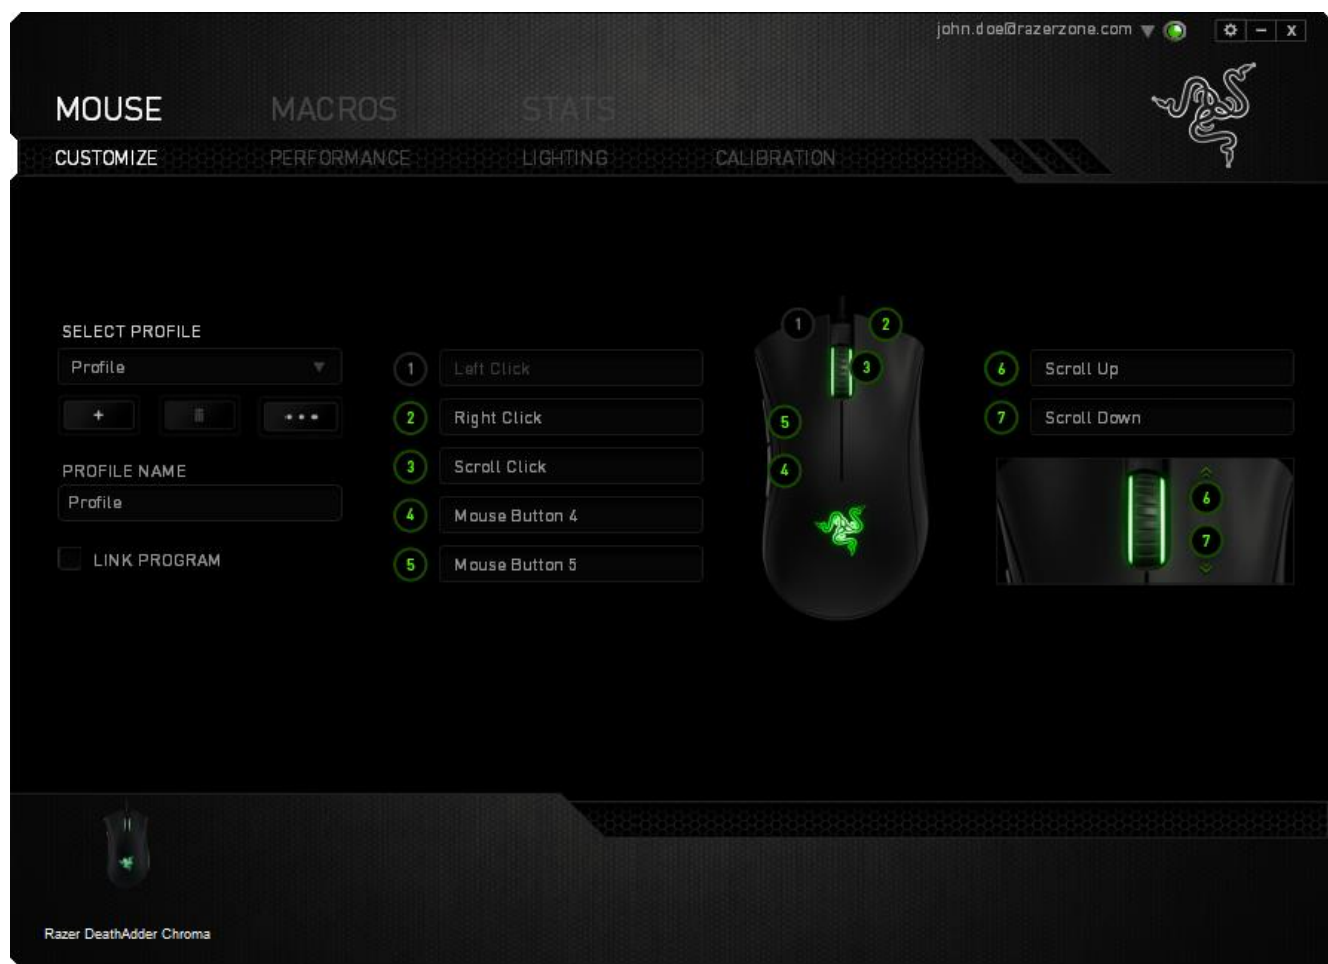 john.doe@razerzone.com
X
MOUSE MACROS STATS
CUSTOMIZE PERFORMANCE LIGHTING CALIBRATION
SELECT PROFILE
Profile
+ •••
PROFILE NAME
Profile
LINK PROGRAM
1 Left Click
2 Right Click
3 Scroll Click
4 Mouse Button 4
5 Mouse Button 5
1 2
3
5
4
6 Scroll Up
7 Scroll Down
6
7
Razer DeathAdder Chroma